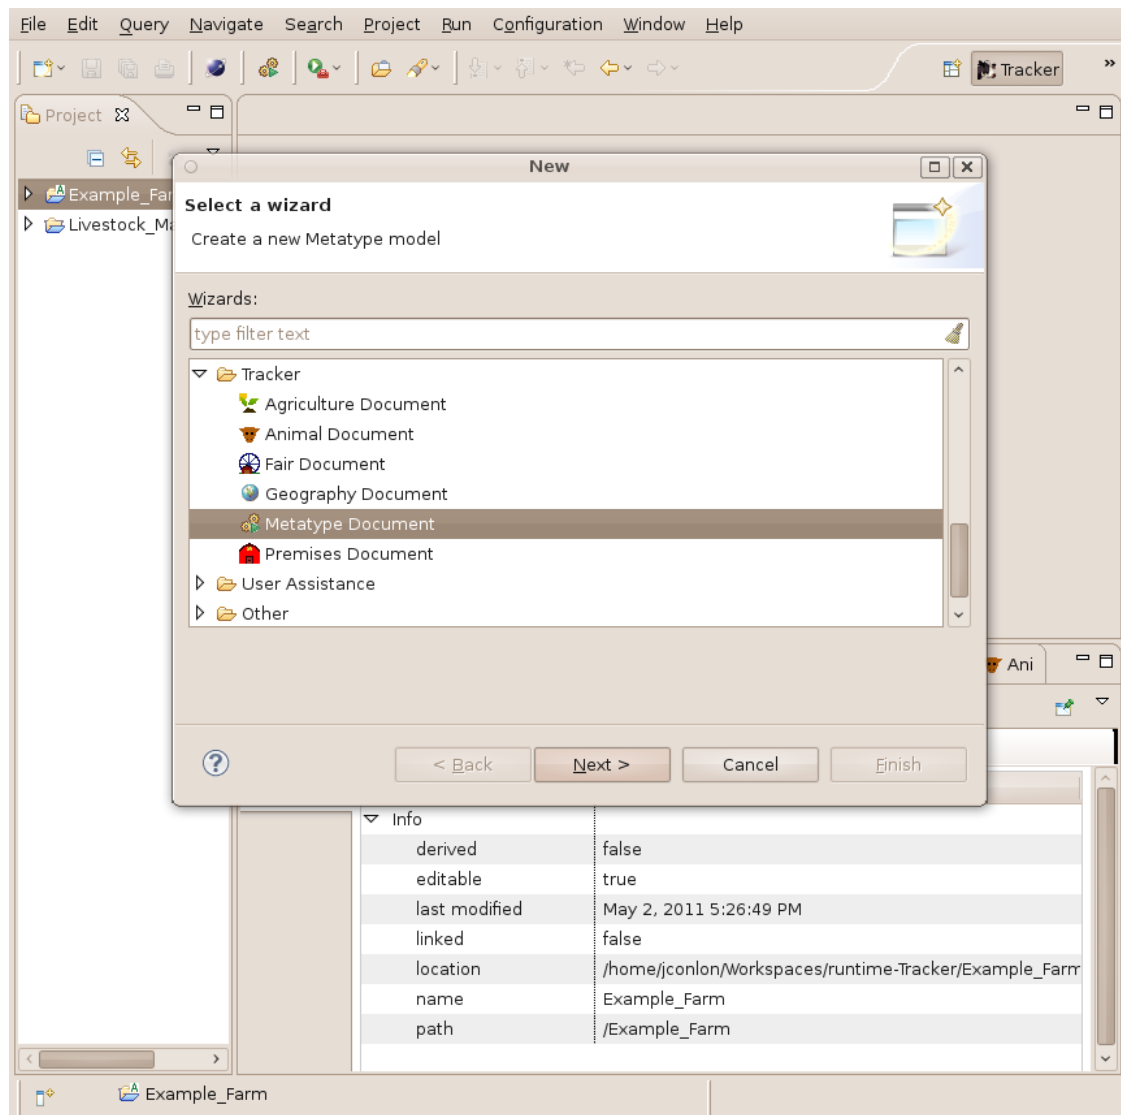 File Edit Query Navigate Search Project Run Configuration Window Help
Tracker »
Project
New
Example_Far
Select a wizard
Livestock_Ma
Create a new Metatype model
Wizards:
type filter text
Tracker
Agriculture Document
Animal Document
Fair Document
Geography Document
Metatype Document
Premises Document
User Assistance
Other
Ani
< Back Next > Cancel Finish
Info
derived false
editable true
last modified May 2, 2011 5:26:49 PM
linked false
location /home/jconlon/Workspaces/runtime-Tracker/Example_Farm
name Example_Farm
path /Example_Farm
Example_Farm